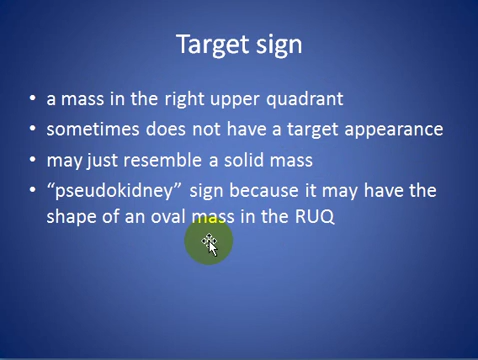 Target sign
• a mass in the right upper quadrant
• sometimes does not have a target appearance
• may just resemble a solid mass
• “pseudokidney” sign because it may have the
shape of an oval mass in the RUQ